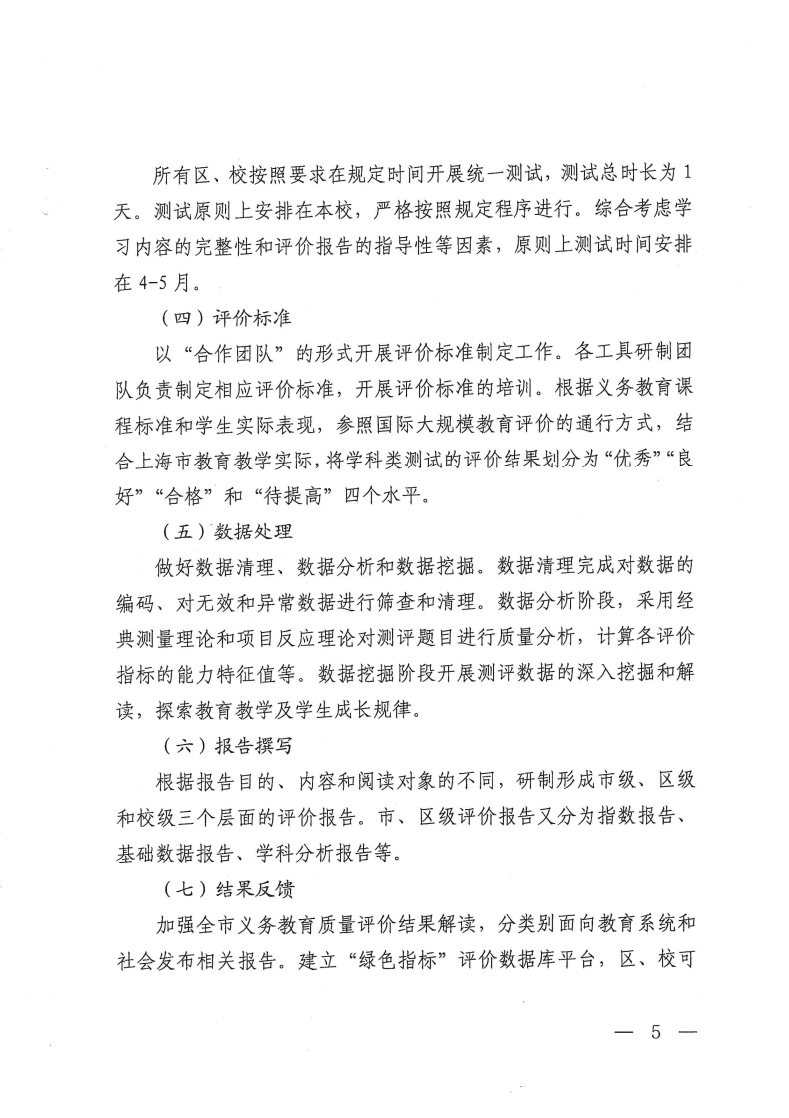 所有区、校按照要求在规定时间开展统一测试，测试总时长为 1
天。测试原则上安排在本校，严格按照规定程序进行。综合考虑学
习内容的完整性和评价报告的指导性等因素，原则上测试时间安排
在 4-5 月。
（四）评价标准
以“合作团队”的形式开展评价标准制定工作。各工具研制团
队负责制定相应评价标准，开展评价标准的培训。根据义务教育课
程标准和学生实际表现，参照国际大规模教育评价的通行方式，结
合上海市教育教学实际，将学科类测试的评价结果划分为“优秀”“良
好”“合格”和“待提高”四个水平。
（五）数据处理
做好数据清理、数据分析和数据挖掘。数据清理完成对数据的
编码、对无效和异常数据进行筛查和清理。数据分析阶段，采用经
典测量理论和项目反应理论对测评题目进行质量分析，计算各评价
指标的能力特征值等。数据挖掘阶段开展测评数据的深入挖掘和解
读，探索教育教学及学生成长规律。
（六）报告撰写
根据报告目的、内容和阅读对象的不同，研制形成市级、区级
和校级三个层面的评价报告。市、区级评价报告又分为指数报告、
基础数据报告、学科分析报告等。
（七）结果反馈
加强全市义务教育质量评价结果解读，分类别面向教育系统和
社会发布相关报告。建立“绿色指标”评价数据库平台，区、校可
— 5 —